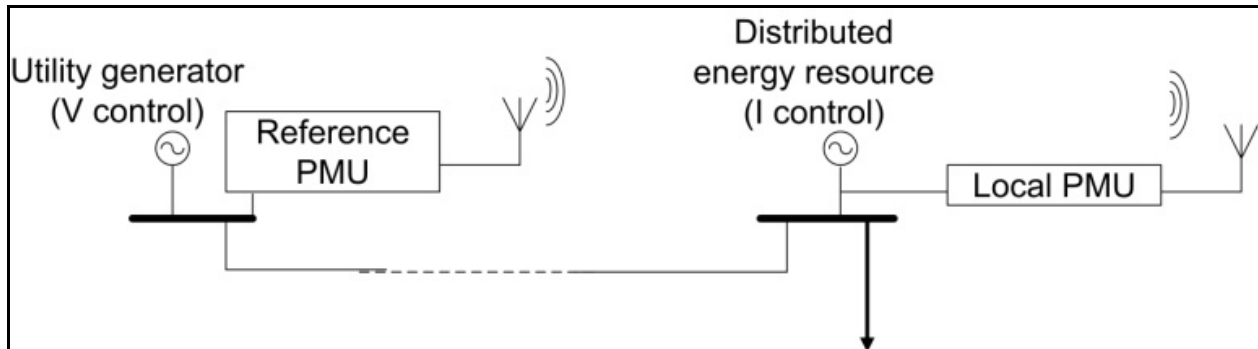 Utility generator
(V control)
Reference
PMU
Distributed
energy resource
(I control)
Local PMU